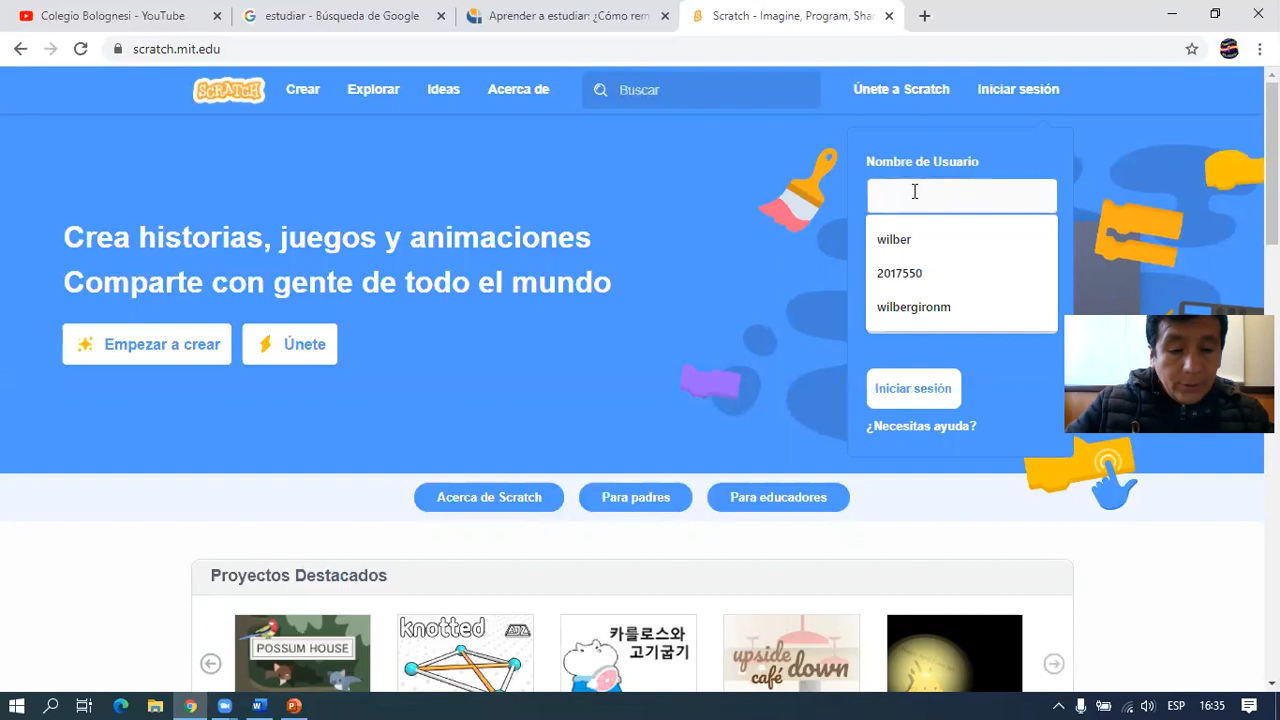 Colegio Bolognesi - YouTube
estudiar - Búsqueda de Google
Aprender a estudiar ¿Cómo rem
Scratch - Imagine, Program, Shar
scratch.mit.edu
SCRATCH
Crear
Explorar
Ideas
Acerca de
Buscar
Únete a Scratch
Iniciar sesión
Nombre de Usuario
wilber
2017550
wilbergironm
Iniciar sesión
¿Necesitas ayuda?
Crea historias, juegos y animaciones
Comparte con gente de todo el mundo
Empezar a crear
Únete
Acerca de Scratch
Para padres
Para educadores
Proyectos Destacados
POSSUM HOUSE
knotted
카를로스와
고기굽기
upside
café down
ESP
16:35